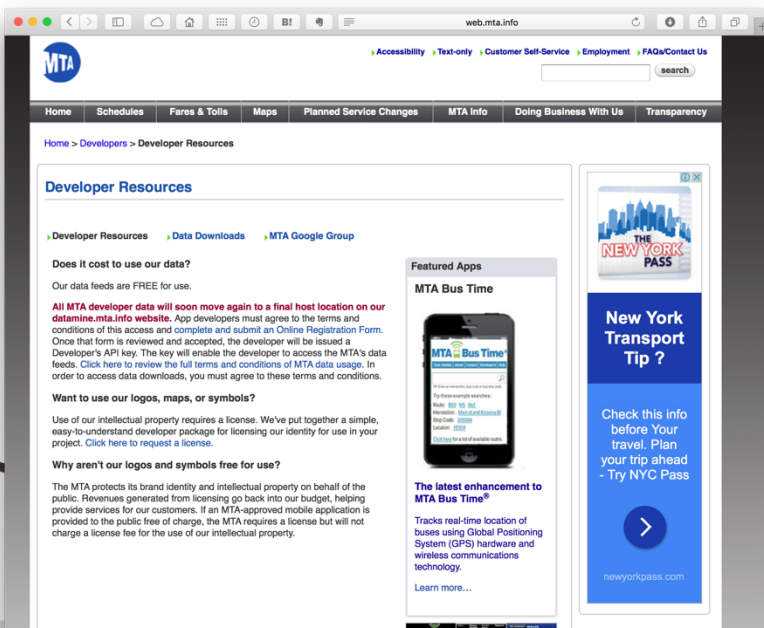 web.mta.info
B!
MTA
Accessibility Text-only Customer Self-Service Employment FAQs/Contact Us
search
Home Schedules Fares & Tolls Maps Planned Service Changes MTA Info Doing Business With Us Transparency
Home > Developers > Developer Resources
Developer Resources
Developer Resources Data Downloads MTA Google Group
Does it cost to use our data?
Our data feeds are FREE for use.
All MTA developer data will soon move again to a final host location on our
datamine.mta.info website. App developers must agree to the terms and
conditions of this access and complete and submit an Online Registration Form.
Once that form is reviewed and accepted, the developer will be issued a
Developer's API key. The key will enable the developer to access the MTA's data
feeds. Click here to review the full terms and conditions of MTA data usage. In
order to access data downloads, you must agree to these terms and conditions.
Want to use our logos, maps, or symbols?
Use of our intellectual property requires a license. We've put together a simple,
easy-to-understand developer package for licensing our identity for use in your
project. Click here to request a license.
Why aren't our logos and symbols free for use?
The MTA protects its brand identity and intellectual property on behalf of the
public. Revenues generated from licensing go back into our budget, helping
provide services for our customers. If an MTA-approved mobile application is
provided to the public free of charge, the MTA requires a license but will not
charge a license fee for the use of our intellectual property.
Featured Apps
MTA Bus Time
MTA Bus Time
Please try these example searches:
Click here for a list of available routes
The latest enhancement to
MTA Bus Time®
Tracks real-time location of
buses using Global Positioning
System (GPS) hardware and
wireless communications
technology.
Learn more…
THE
NEW YORK
PASS
New York
Transport
Tip ?
Check this info
before Your
travel. Plan
your trip ahead
- Try NYC Pass
newyorkpass.com